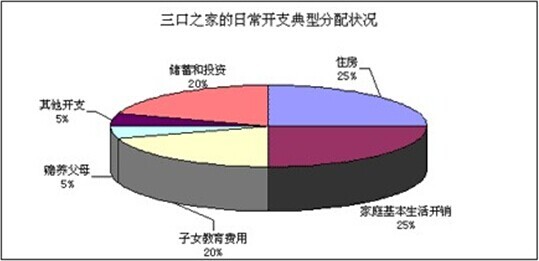 三口之家的日常开支典型分配状况
住房
25%
储蓄和投资
20%
其他开支
5%
赡养父母
5%
子女教育费用
20%
家庭基本生活开销
25%